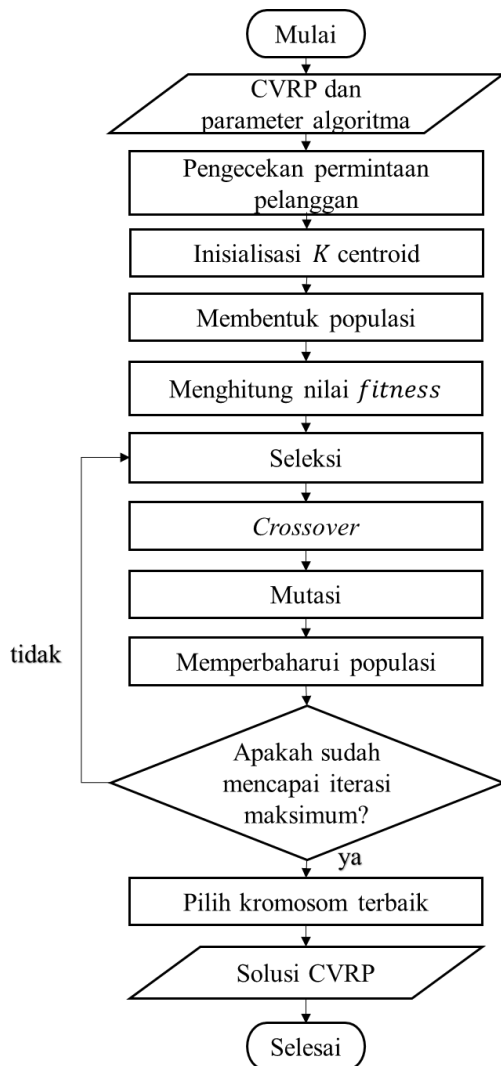 Mulai
CVRP dan
parameter algoritma
Pengecekan permintaan
pelanggan
Inisialisasi K centroid
Membentuk populasi
Menghitung nilai fitness
Seleksi
Crossover
Mutasi
tidak
Memperbaharui populasi
Apakah sudah
mencapai iterasi
maksimum?
ya
Pilih kromosom terbaik
Solusi CVRP
Selesai